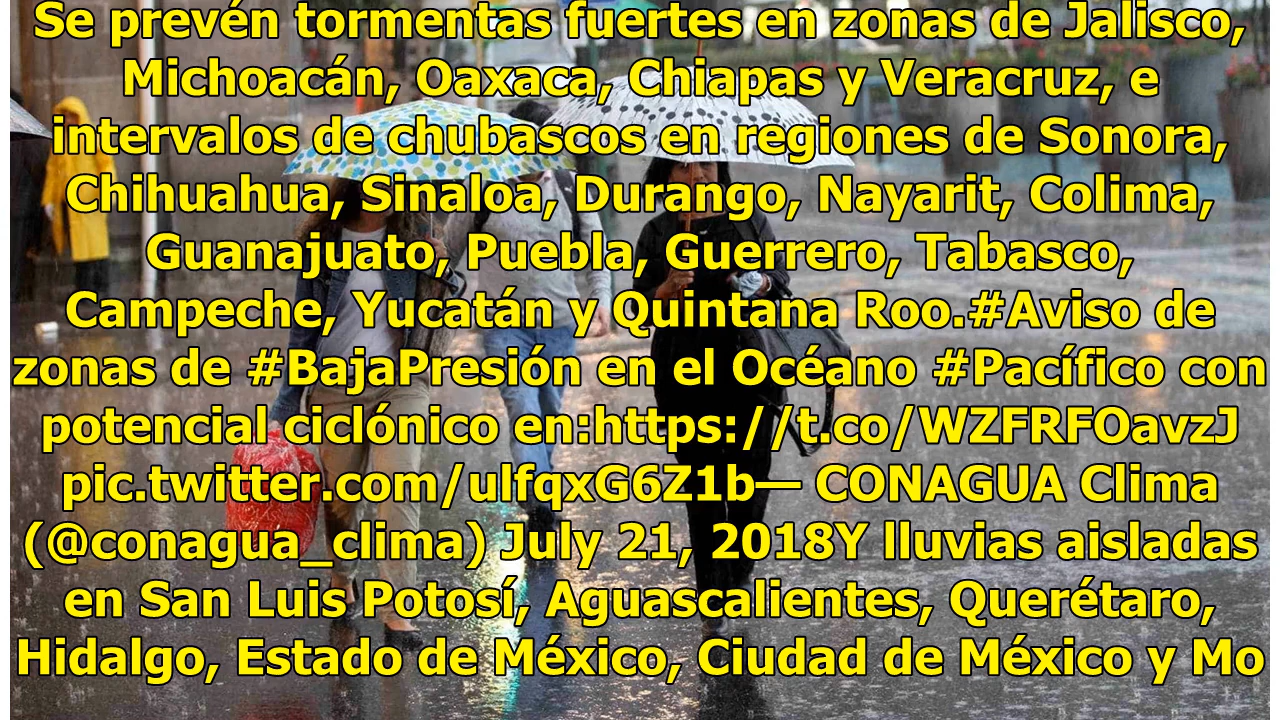 Se prevén tormentas fuertes en zonas de Jalisco,
Michoacán, Oaxaca, Chiapas y Veracruz, e
intervalos de chubascos en regiones de Sonora,
Chihuahua, Sinaloa, Durango, Nayarit, Colima,
Guanajuato, Puebla, Guerrero, Tabasco,
Campeche, Yucatán y Quintana Roo.#Aviso de
zonas de #BajaPresión en el Océano #Pacífico con
potencial ciclónico en:https://t.co/WZFRFOavzJ
pic.twitter.com/ulfqxG6Z1b— CONAGUA Clima
(@conagua_clima) July 21, 2018Y lluvias aisladas
en San Luis Potosí, Aguascalientes, Querétaro,
Hidalgo, Estado de México, Ciudad de México y Mo